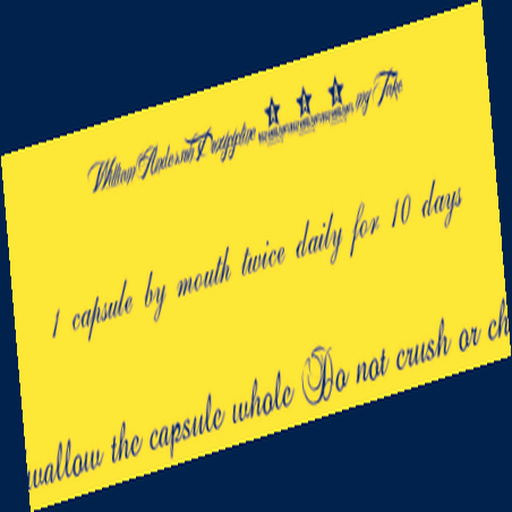 William Anderson mg Take
1 capsule by mouth twice daily for 10 days
wallow the capsule whole Do not crush or ch